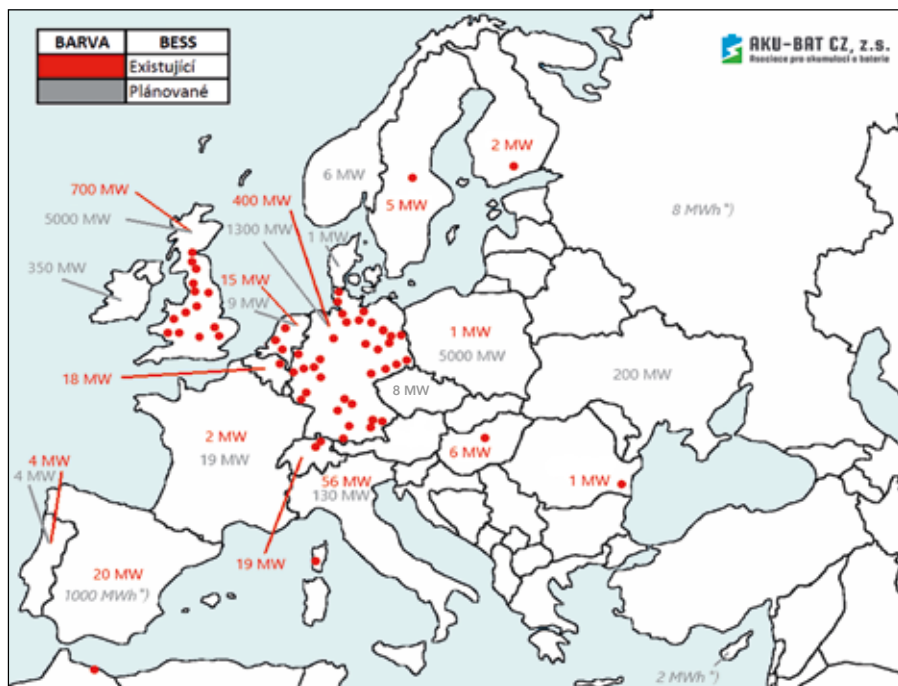 BARVA BESS
Existující
Plánované
AKU-BAT CZ, z.s.
Asociace pro akumulaci a baterie
2 MW
6 MW
5 MW
8 MWh*)
700 MW
5000 MW
400 MW
1300 MW
1 MW
350 MW
15 MW
9 MW
1 MW
5000 MW
18 MW
8 MW
200 MW
2 MW
19 MW
6 MW
4 MW
4 MW
56 MW
130 MW
1 MW
19 MW
20 MW
1000 MWh*)
2 MWh*)